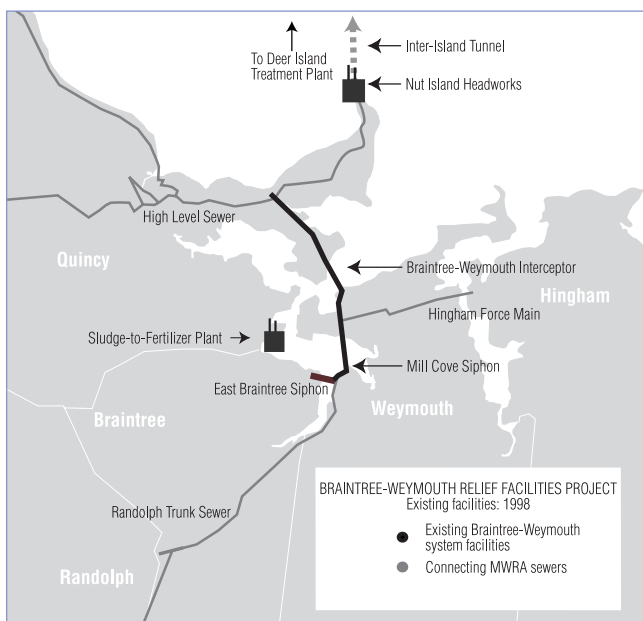 To Deer Island
Treatment Plant
Inter-Island Tunnel
Nut Island Headworks
High Level Sewer
Quincy
Braintree-Weymouth Interceptor
Hingham
Hingham Force Main
Sludge-to-Fertilizer Plant
Mill Cove Siphon
East Braintree Siphon
Weymouth
Braintree
Randolph Trunk Sewer
Randolph
BRAINTREE-WEYMOUTH RELIEF FACILITIES PROJECT
Existing facilities: 1998
Existing Braintree-Weymouth
system facilities
Connecting MWRA sewers